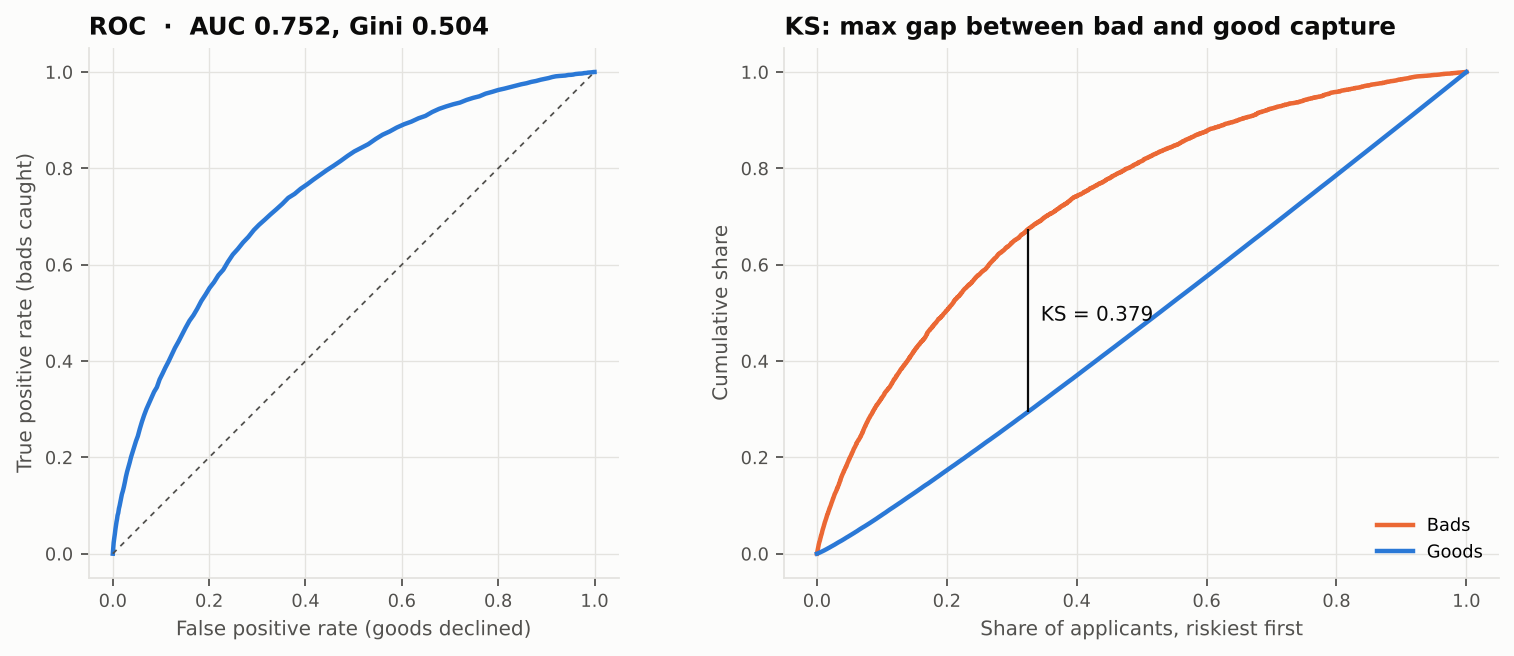 ROC · AUC 0.752, Gini 0.504
True positive rate (bads caught)
1.0
0.8
0.6
0.4
0.2
0.0
0.0 0.2 0.4 0.6 0.8 1.0
False positive rate (goods declined)
KS: max gap between bad and good capture
Cumulative share
1.0
0.8
0.6
0.4
0.2
0.0
KS = 0.379
Bads
Goods
0.0 0.2 0.4 0.6 0.8 1.0
Share of applicants, riskiest first